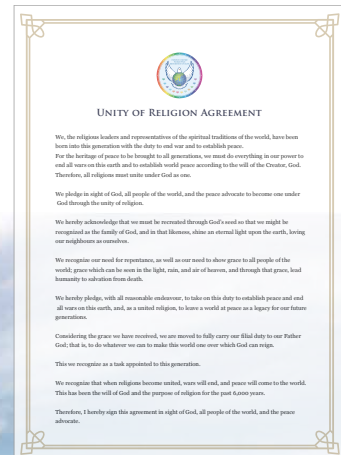 UNITY OF RELIGION AGREEMENT
We, the religious leaders and representatives of the spiritual traditions of the world, have been
born into this generation with the duty to end war and to establish peace.
For the heritage of peace to be brought to all generations, we must do everything in our power to
end all wars on this earth and to establish world peace according to the will of the Creator, God.
Therefore, all religions must unite under God as one.
We pledge in sight of God, all people of the world, and the peace advocate to become one under
God through the unity of religion.
We hereby acknowledge that we must be recreated through God's seed so that we might be
recognized as the family of God, and in that likeness, shine an eternal light upon the earth, loving
our neighbours as ourselves.
We recognize our need for repentance, as well as our need to show grace to all people of the
world; grace which can be seen in the light, rain, and air of heaven, and through that grace, lead
humanity to salvation from death.
We hereby pledge, with all reasonable endeavour, to take on this duty to establish peace and end
all wars on this earth, and, as a united religion, to leave a world at peace as a legacy for our future
generations.
Considering the grace we have received, we are moved to fully carry our filial duty to our Father
God; that is, to do whatever we can to make this world one over which God can reign.
This we recognize as a task appointed to this generation.
We recognize that when religions become united, wars will end, and peace will come to the world.
This has been the will of God and the purpose of religion for the past 6,000 years.
Therefore, I hereby sign this agreement in sight of God, all people of the world, and the peace
advocate.